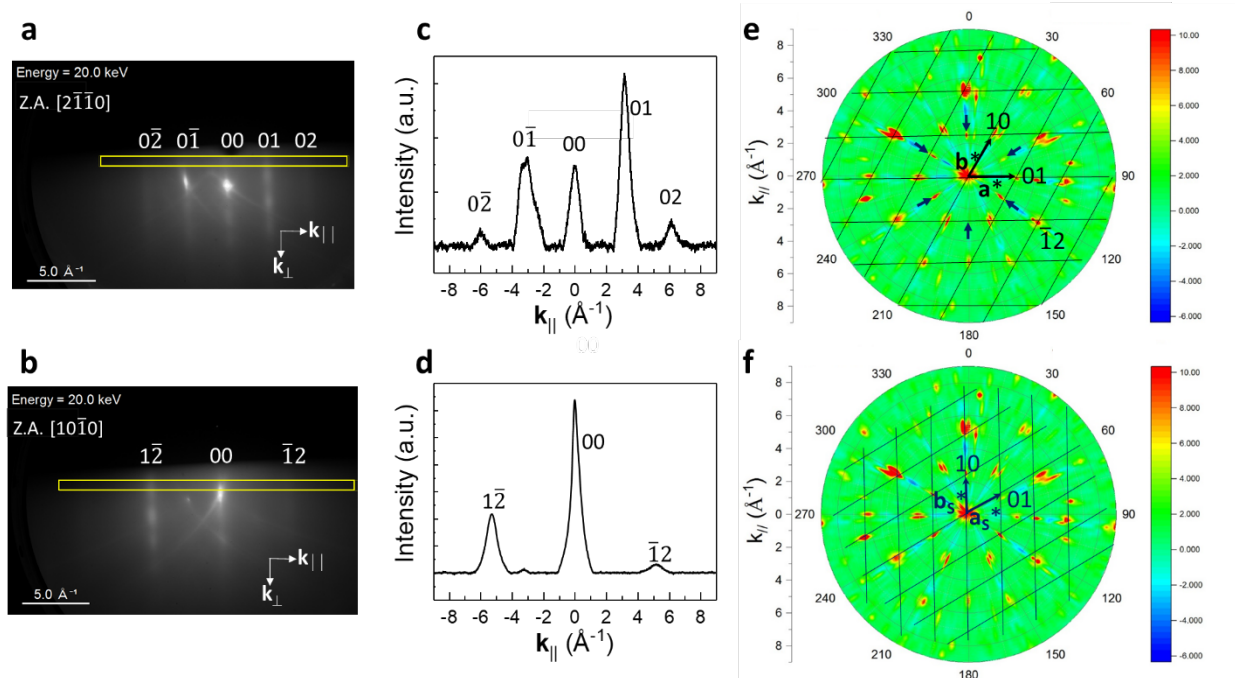 a
Energy = 20.0 keV
Z.A. [21̄1̄0]
02̄ 01̄ 00 01 02
k||
k⊥
5.0 Å⁻¹
b
Energy = 20.0 keV
Z.A. [101̄0]
12̄ 00 1̄2
k||
k⊥
5.0 Å⁻¹
c
Intensity (a.u.)
02̄
01̄
00
01
02
-8 -6 -4 -2 0 2 4 6 8
k|| (Å⁻¹)
00
d
Intensity (a.u.)
12̄
00
1̄2
-8 -6 -4 -2 0 2 4 6 8
k|| (Å⁻¹)
e
0
330 30
300 60
270 90
240 120
210 150
180
8
6
4
2
0
2
4
6
8
k// (Å⁻¹)
10
b*
a*
01
1̄2
10.00
8.000
6.000
4.000
2.000
0.000
-2.000
-4.000
-6.000
f
0
330 30
300 60
270 90
240 120
210 150
180
8
6
4
2
0
2
4
6
8
k// (Å⁻¹)
10
bs*
as*
01
10.00
8.000
6.000
4.000
2.000
0.000
-2.000
-4.000
-6.000